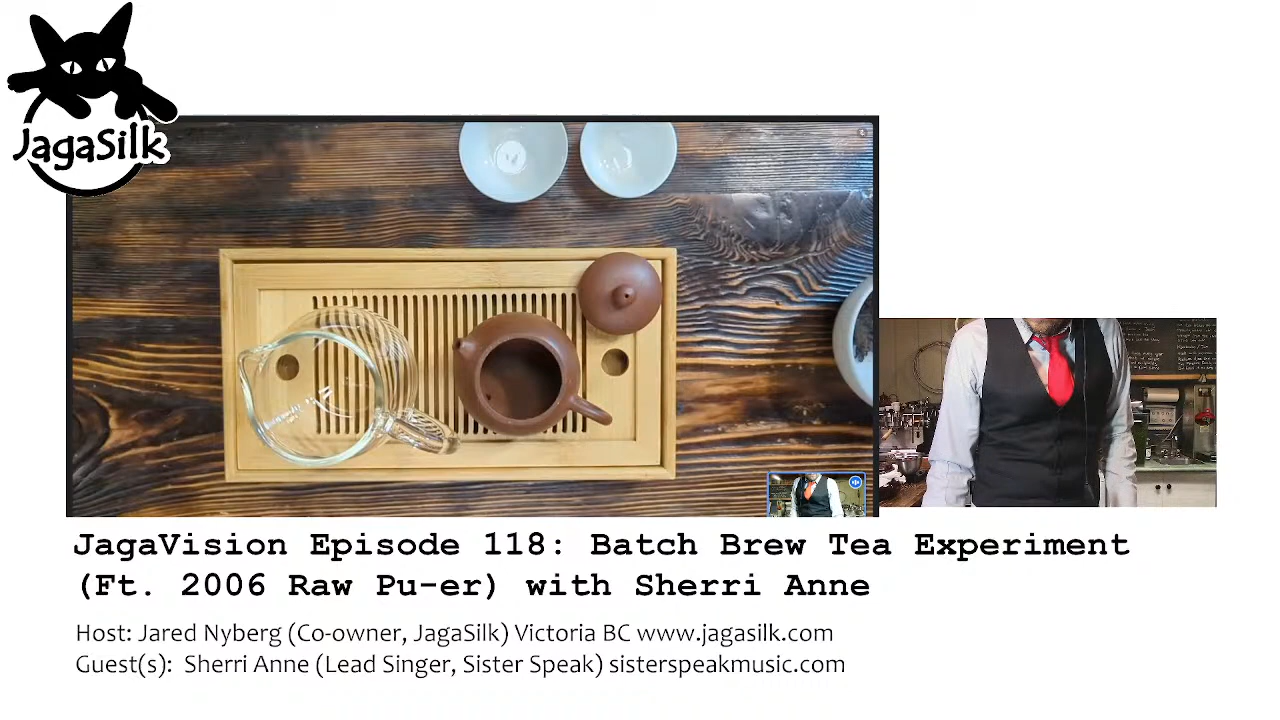 JagaSilk
JagaVision Episode 118: Batch Brew Tea Experiment
(Ft. 2006 Raw Pu-er) with Sherri Anne
Host: Jared Nyberg (Co-owner, JagaSilk) Victoria BC www.jagasilk.com
Guest(s): Sherri Anne (Lead Singer, Sister Speak) sisterspeakmusic.com